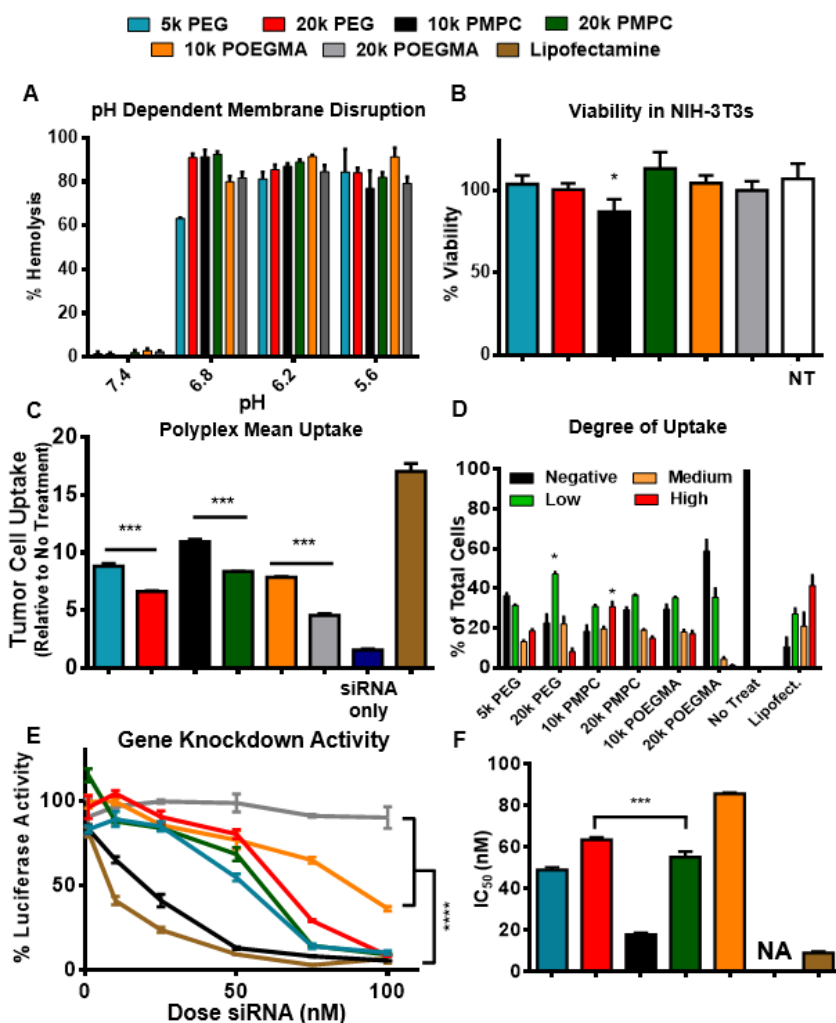 5k PEG 20k PEG 10k PMPC 20k PMPC
10k POEGMA 20k POEGMA Lipofectamine
A
pH Dependent Membrane Disruption
% Hemolysis
100
80
60
40
20
0
7.4 6.8 6.2 5.6
pH
B
Viability in NIH-3T3s
% Viability
100
50
0
*
NT
C
Polyplex Mean Uptake
Tumor Cell Uptake
(Relative to No Treatment)
20
15
10
5
0
*** *** ***
siRNA
only
D
Degree of Uptake
% of Total Cells
100
80
60
40
20
0
Negative Medium
Low High
* *
5k PEG 20k PEG 10k PMPC 20k PMPC 10k POEGMA 20k POEGMA No Treat Lipofect.
E
Gene Knockdown Activity
% Luciferase Activity
100
50
0
0 50 100
Dose siRNA (nM)
****
F
IC50 (nM)
100
80
60
40
20
0
***
NA